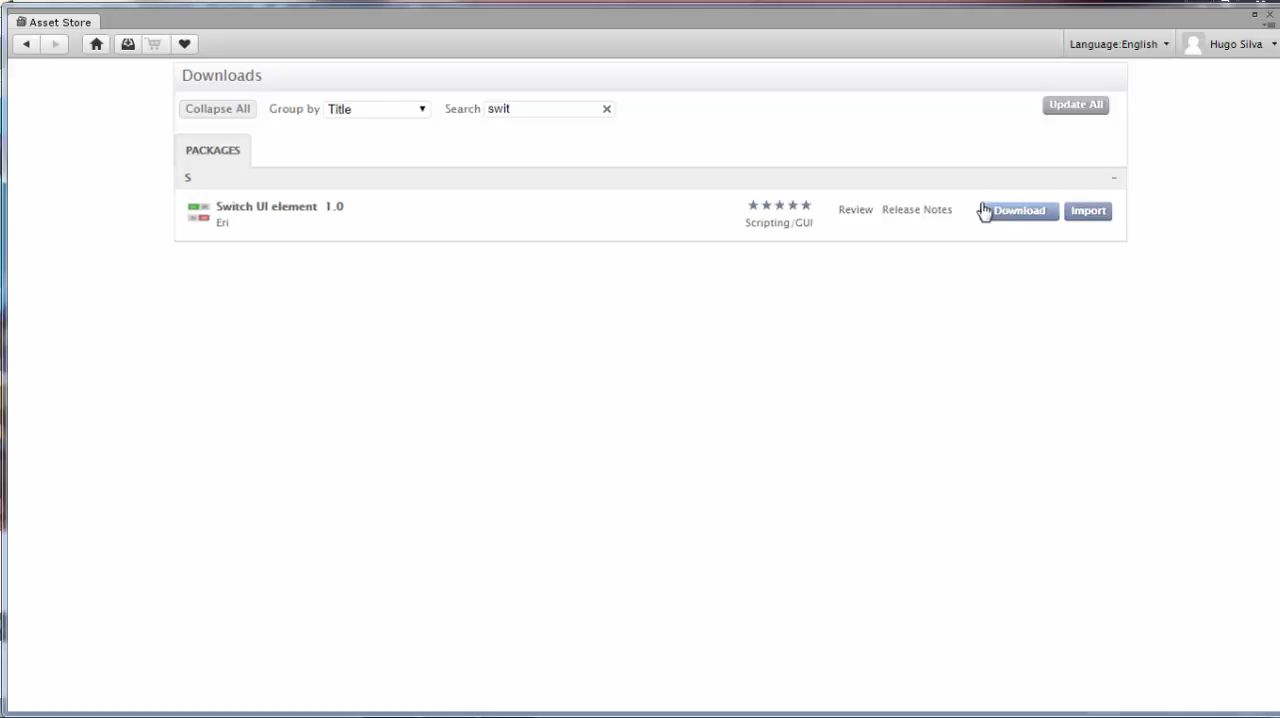 Asset Store
Language:English Hugo Silva
Downloads
Collapse All Group by Title Search swit Update All
PACKAGES
S
Switch UI element 1.0
Eri
Scripting/GUI
Review Release Notes Download Import